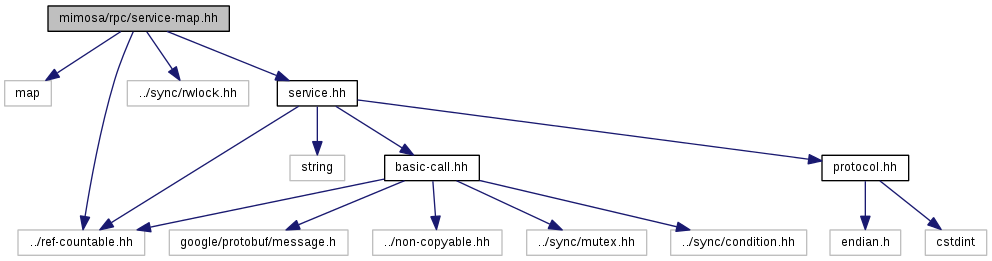 mimosa/rpc/service-map.hh
map
../sync/rwlock.hh
service.hh
string
basic-call.hh
protocol.hh
../ref-countable.hh
google/protobuf/message.h
../non-copyable.hh
../sync/mutex.hh
../sync/condition.hh
endian.h
cstdint